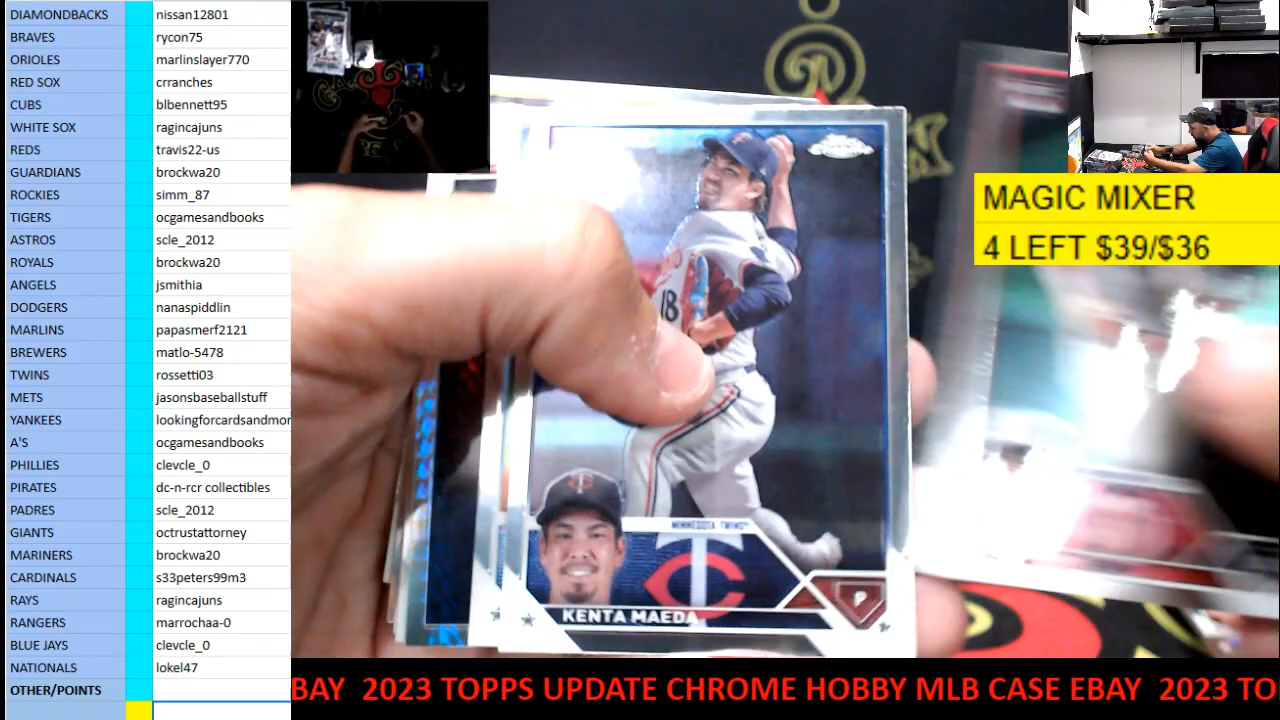 DIAMONDBACKS nissan12801
BRAVES rycon75
ORIOLES marlinslayer770
RED SOX crranches
CUBS blbennett95
WHITE SOX ragincajuns
REDS travis22-us
GUARDIANS brockwa20
ROCKIES simm_87
TIGERS ocgamesandbooks
ASTROS scle_2012
ROYALS brockwa20
ANGELS jsmithia
DODGERS nanaspiddlin
MARLINS papasmerf2121
BREWERS matlo-5478
TWINS rossetti03
METS jasonsbaseballstuff
YANKEES lookingforcardsandmor
A'S ocgamesandbooks
PHILLIES clevcle_0
PIRATES dc-n-rcr collectibles
PADRES scle_2012
GIANTS octrustattorney
MARINERS brockwa20
CARDINALS s33peters99m3
RAYS ragincajuns
RANGERS marrochaa-0
BLUE JAYS clevcle_0
NATIONALS lokel47
OTHER/POINTS
MAGIC MIXER
4 LEFT $39/$36
18
MINNESOTA TWINS
C
P
KENTA MAEDA
BAY 2023 TOPPS UPDATE CHROME HOBBY MLB CASE EBAY 2023 TO